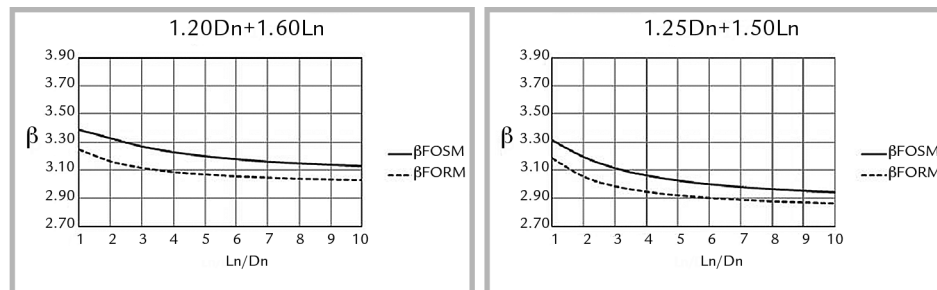 1.20Dn+1.60Ln
3.90
3.70
3.50
3.30
3.10
2.90
2.70
β
1 2 3 4 5 6 7 8 9 10
Ln/Dn
βFOSM
βFORM
1.25Dn+1.50Ln
3.90
3.70
3.50
3.30
3.10
2.90
2.70
β
1 2 3 4 5 6 7 8 9 10
Ln/Dn
βFOSM
βFORM